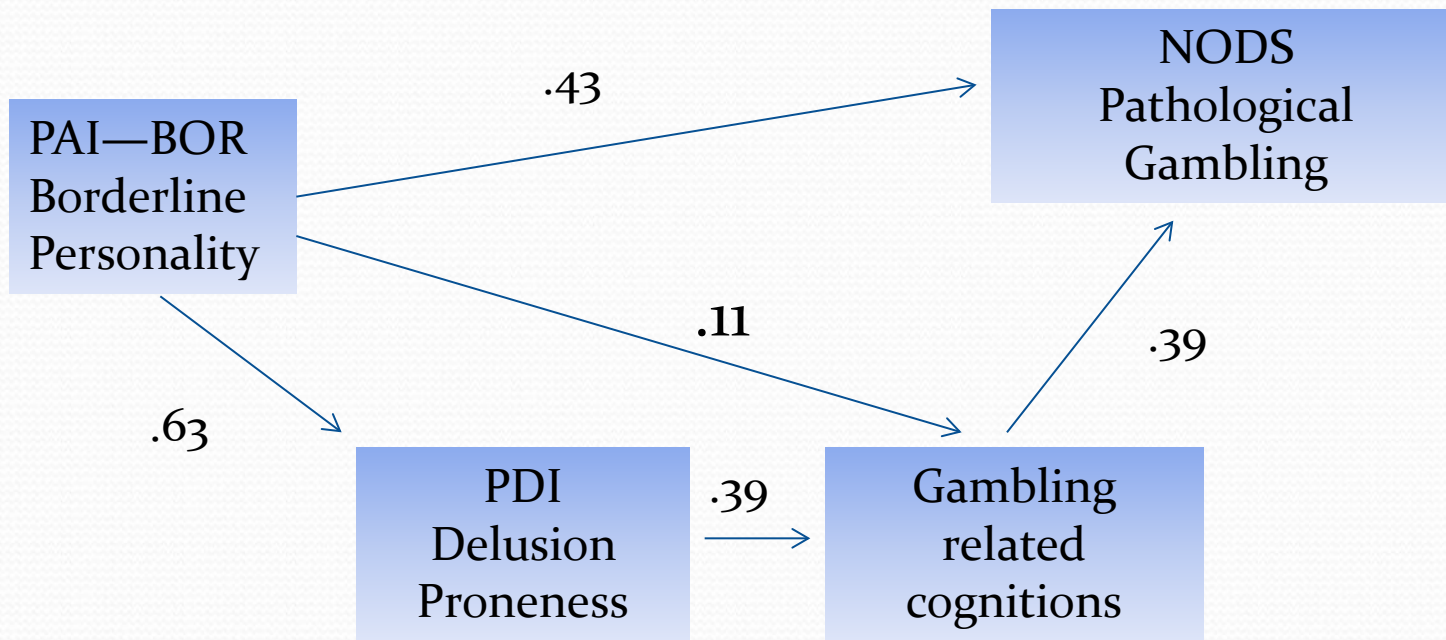 PAI—BOR
Borderline
Personality
.43
NODS
Pathological
Gambling
.11
.39
.63
PDI
Delusion
Proneness
.39
Gambling
related
cognitions